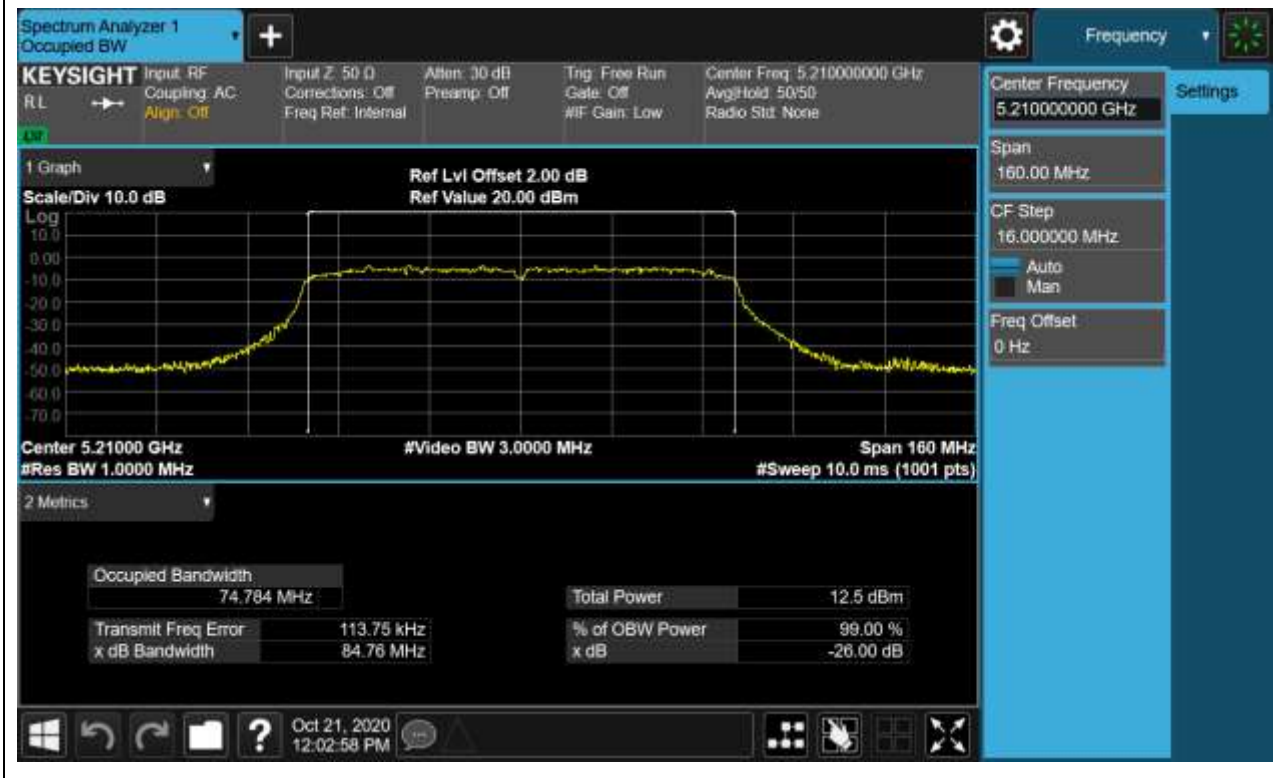 Spectrum Analyzer 1
Occupied BW
+
Frequency
KEYSIGHT
RL
Input: RF
Coupling: AC
Align: Off
Input Z: 50 Ω
Corrections: Off
Freq Ref: Internal
Atten: 30 dB
Preamp: Off
Trig: Free Run
Gate: Off
#IF Gain: Low
Center Freq: 5.210000000 GHz
Avg|Hold: 50/50
Radio Std: None
Center Frequency
5.210000000 GHz
Settings
Span
160.00 MHz
CF Step
16.000000 MHz
Auto
Man
Freq Offset
0 Hz
1 Graph
Scale/Div 10.0 dB
Ref Lvl Offset 2.00 dB
Ref Value 20.00 dBm
Log
10.0
0.00
-10.0
-20.0
-30.0
-40.0
-50.0
-60.0
-70.0
Center 5.21000 GHz
#Video BW 3.0000 MHz
Span 160 MHz
#Res BW 1.0000 MHz
#Sweep 10.0 ms (1001 pts)
2 Metrics
Occupied Bandwidth
74.784 MHz
Total Power 12.5 dBm
Transmit Freq Error 113.75 kHz
% of OBW Power 99.00 %
x dB Bandwidth 84.76 MHz
x dB -26.00 dB
?
Oct 21, 2020
12:02:58 PM